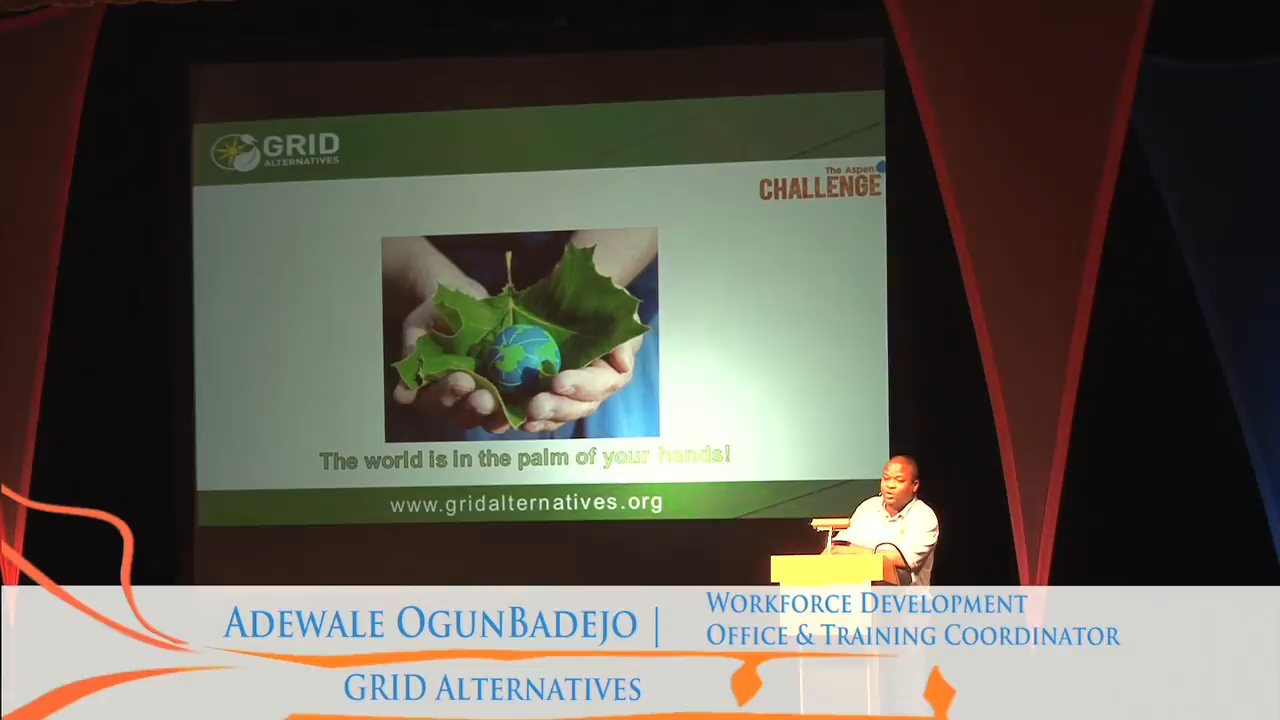 GRID
ALTERNATIVES
The Aspen
CHALLENGE
The world is in the palm of your hands!
www.gridalternatives.org
ADEWALE OGUNBADEJO |
WORKFORCE DEVELOPMENT
OFFICE & TRAINING COORDINATOR
GRID ALTERNATIVES